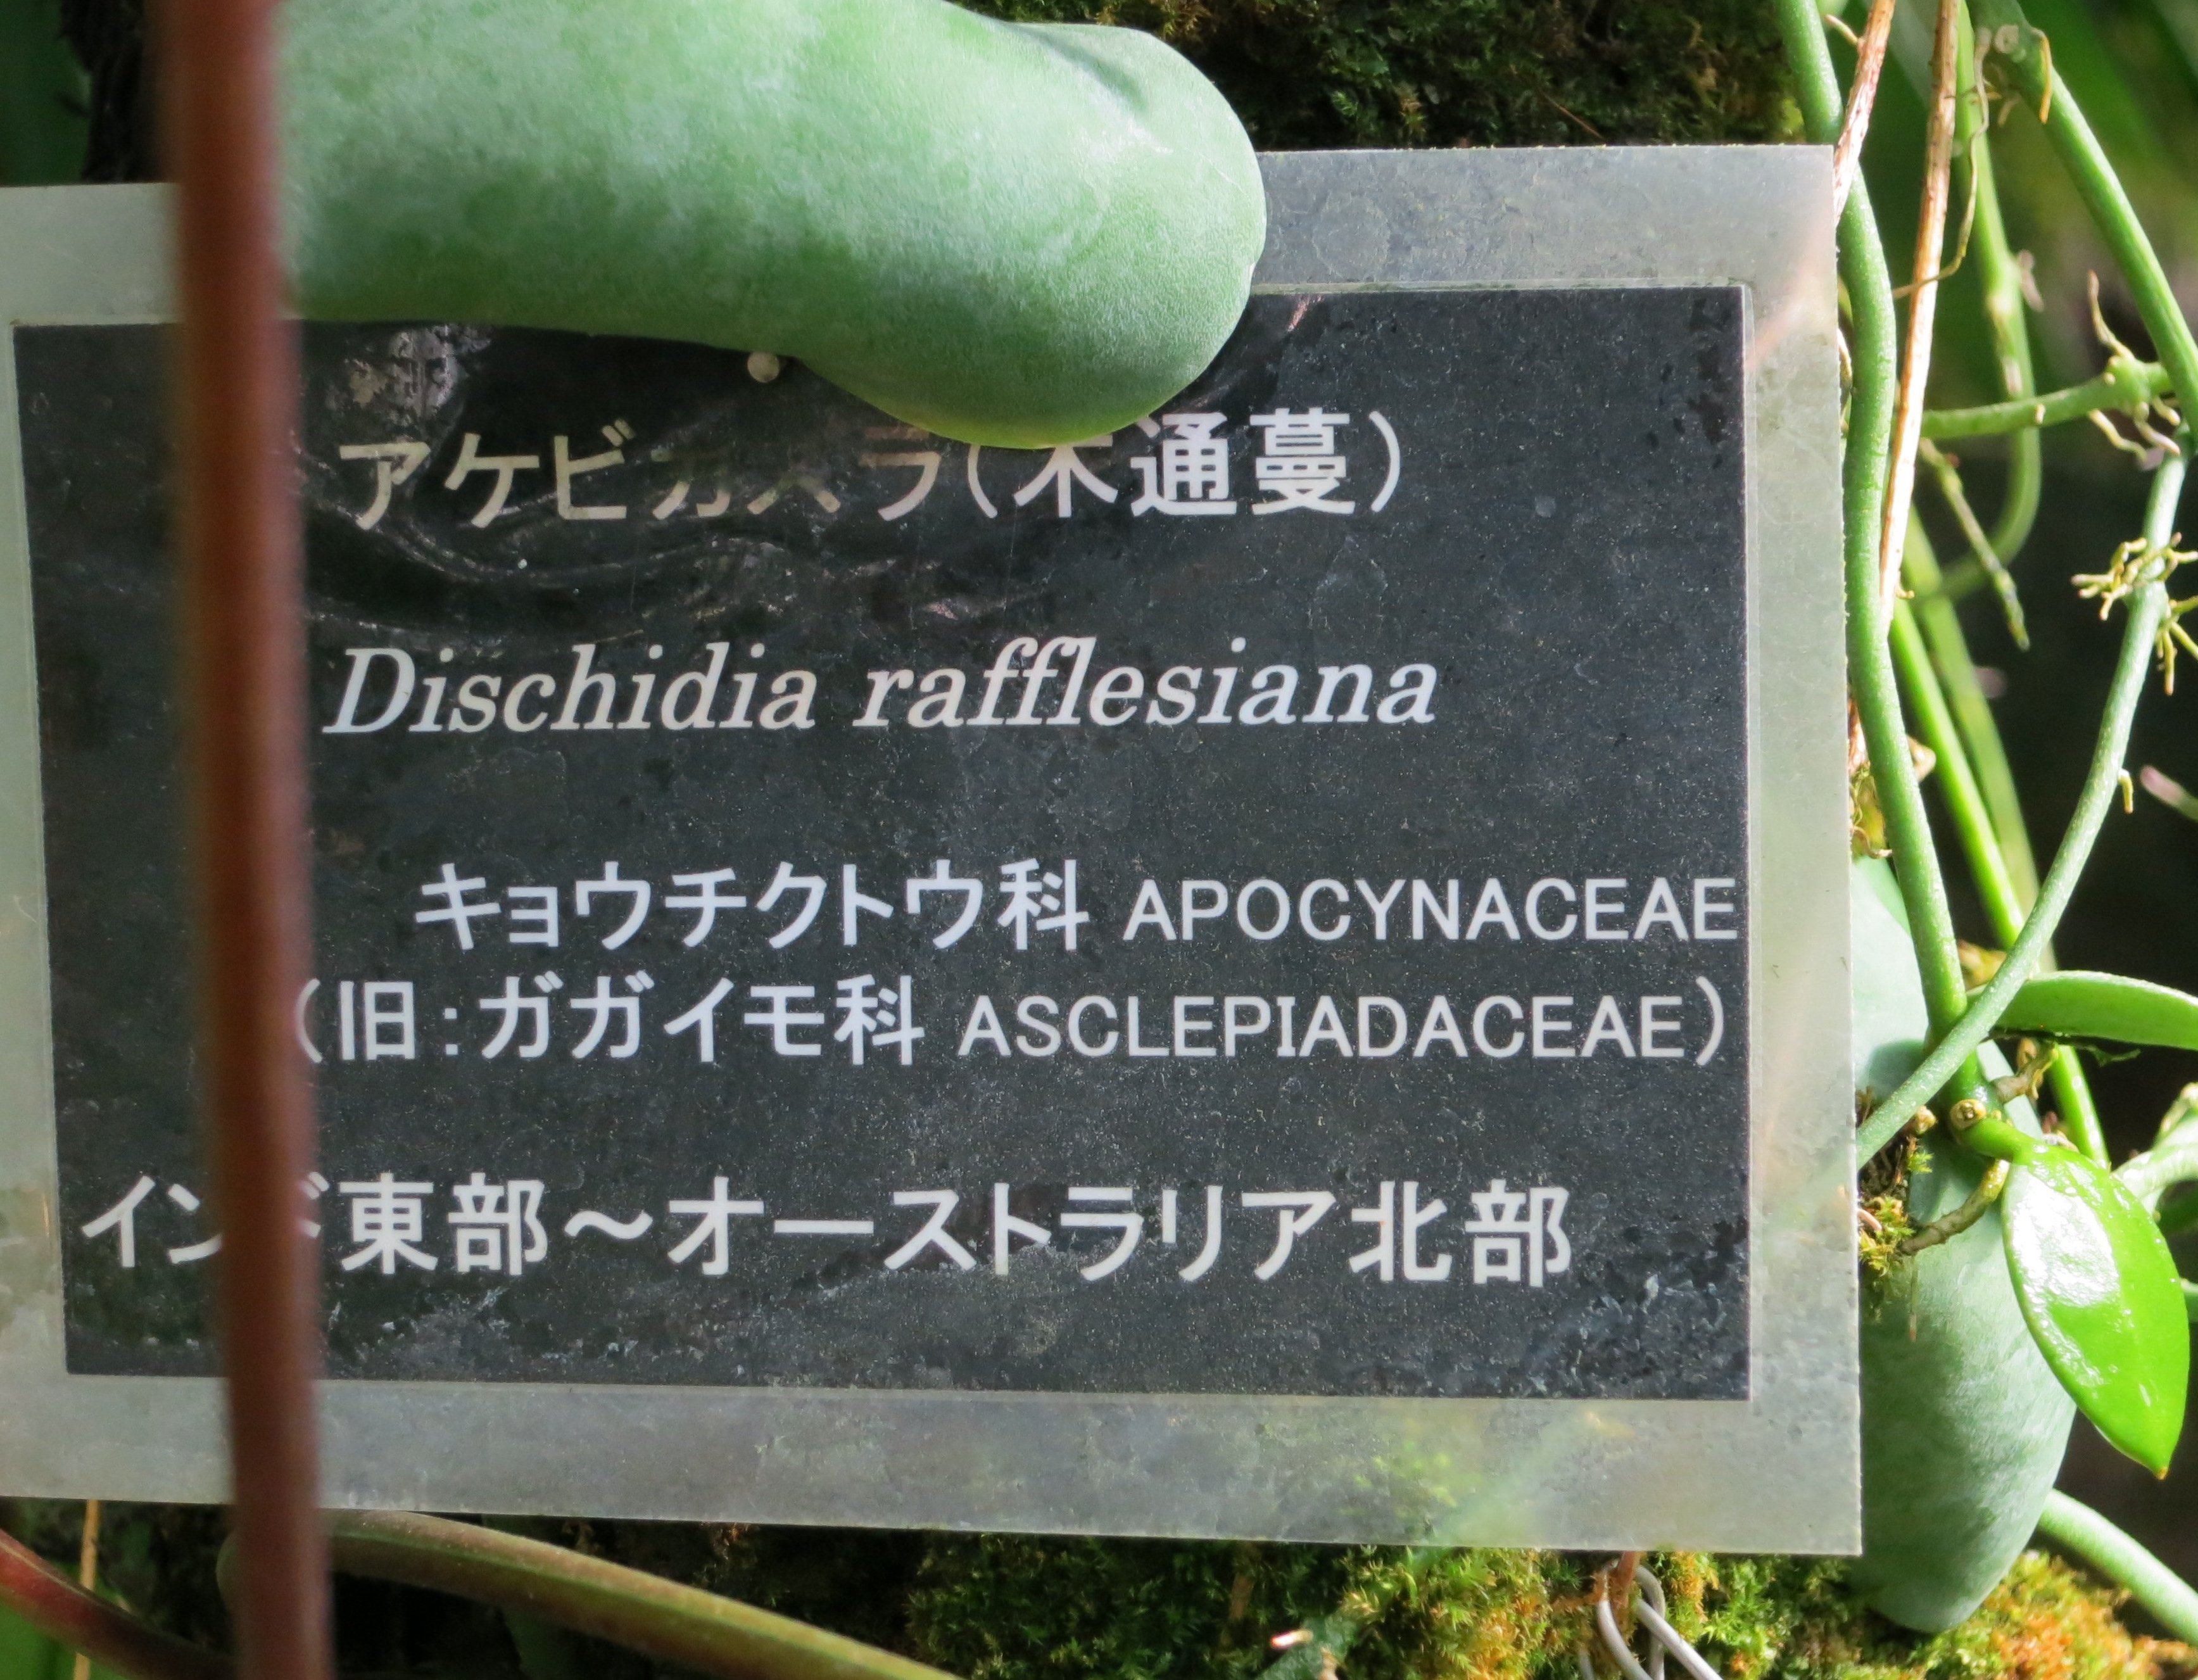 アケビカズラ(木通蔓)
Dischidia rafflesiana
キョウチクトウ科 APOCYNACEAE
(旧:ガガイモ科 ASCLEPIADACEAE)
インド東部～オーストラリア北部